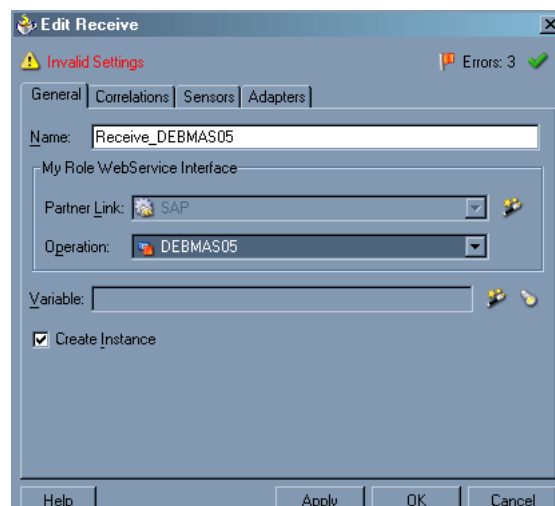 Edit Receive
Invalid Settings
Errors: 3
General Correlations Sensors Adapters
Name: Receive_DEBMAS05
My Role WebService Interface
Partner Link: SAP
Operation: DEBMAS05
Variable:
Create Instance
Help Apply OK Cancel